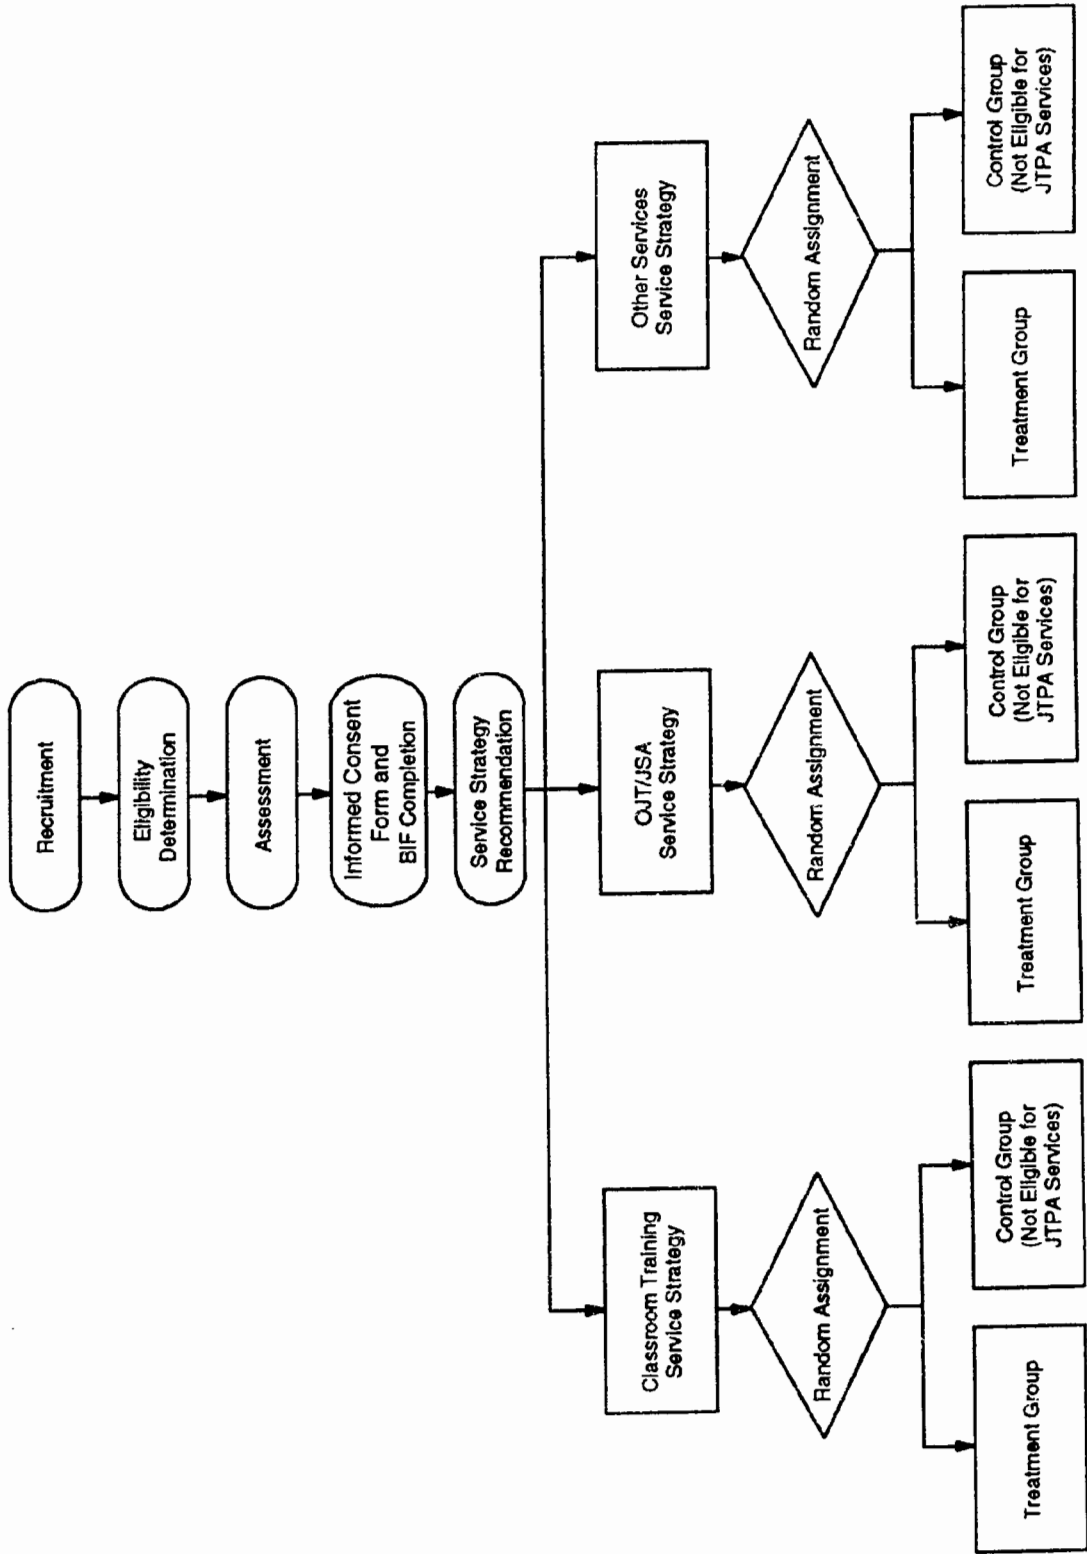 Recruitment
Eligibility
Determination
Assessment
Informed Consent
Form and
BIF Completion
Service Strategy
Recommendation
Classroom Training
Service Strategy
OJT/JSA
Service Strategy
Other Services
Service Strategy
Random Assignment
Random Assignment
Random Assignment
Treatment Group
Control Group
(Not Eligible for
JTPA Services)
Treatment Group
Control Group
(Not Eligible for
JTPA Services)
Treatment Group
Control Group
(Not Eligible for
JTPA Services)